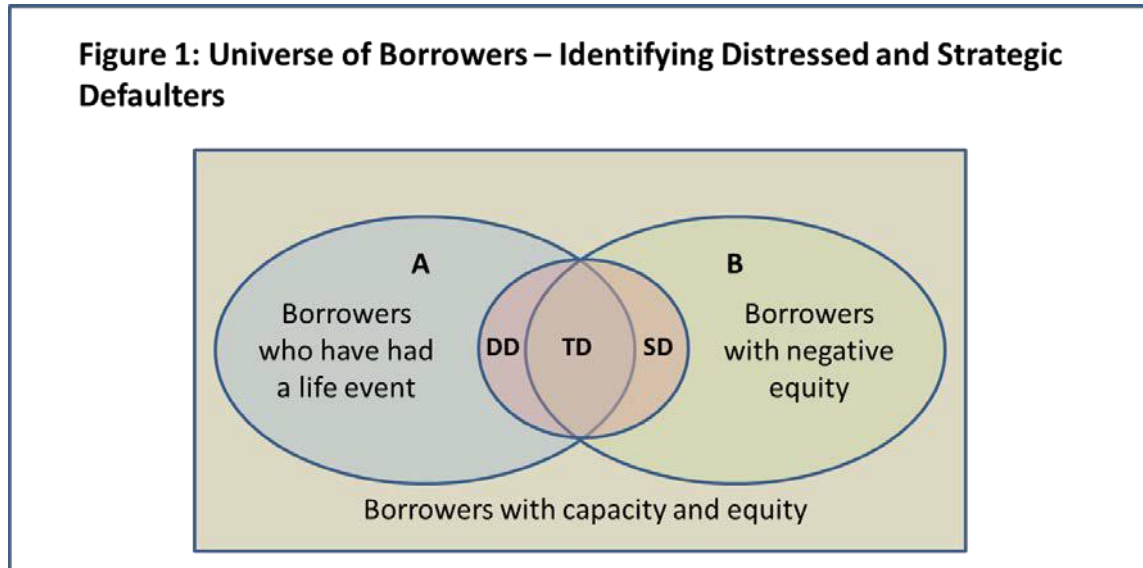 Figure 1: Universe of Borrowers – Identifying Distressed and Strategic
Defaulters
A
Borrowers
who have had
a life event
DD
TD
SD
B
Borrowers
with negative
equity
Borrowers with capacity and equity